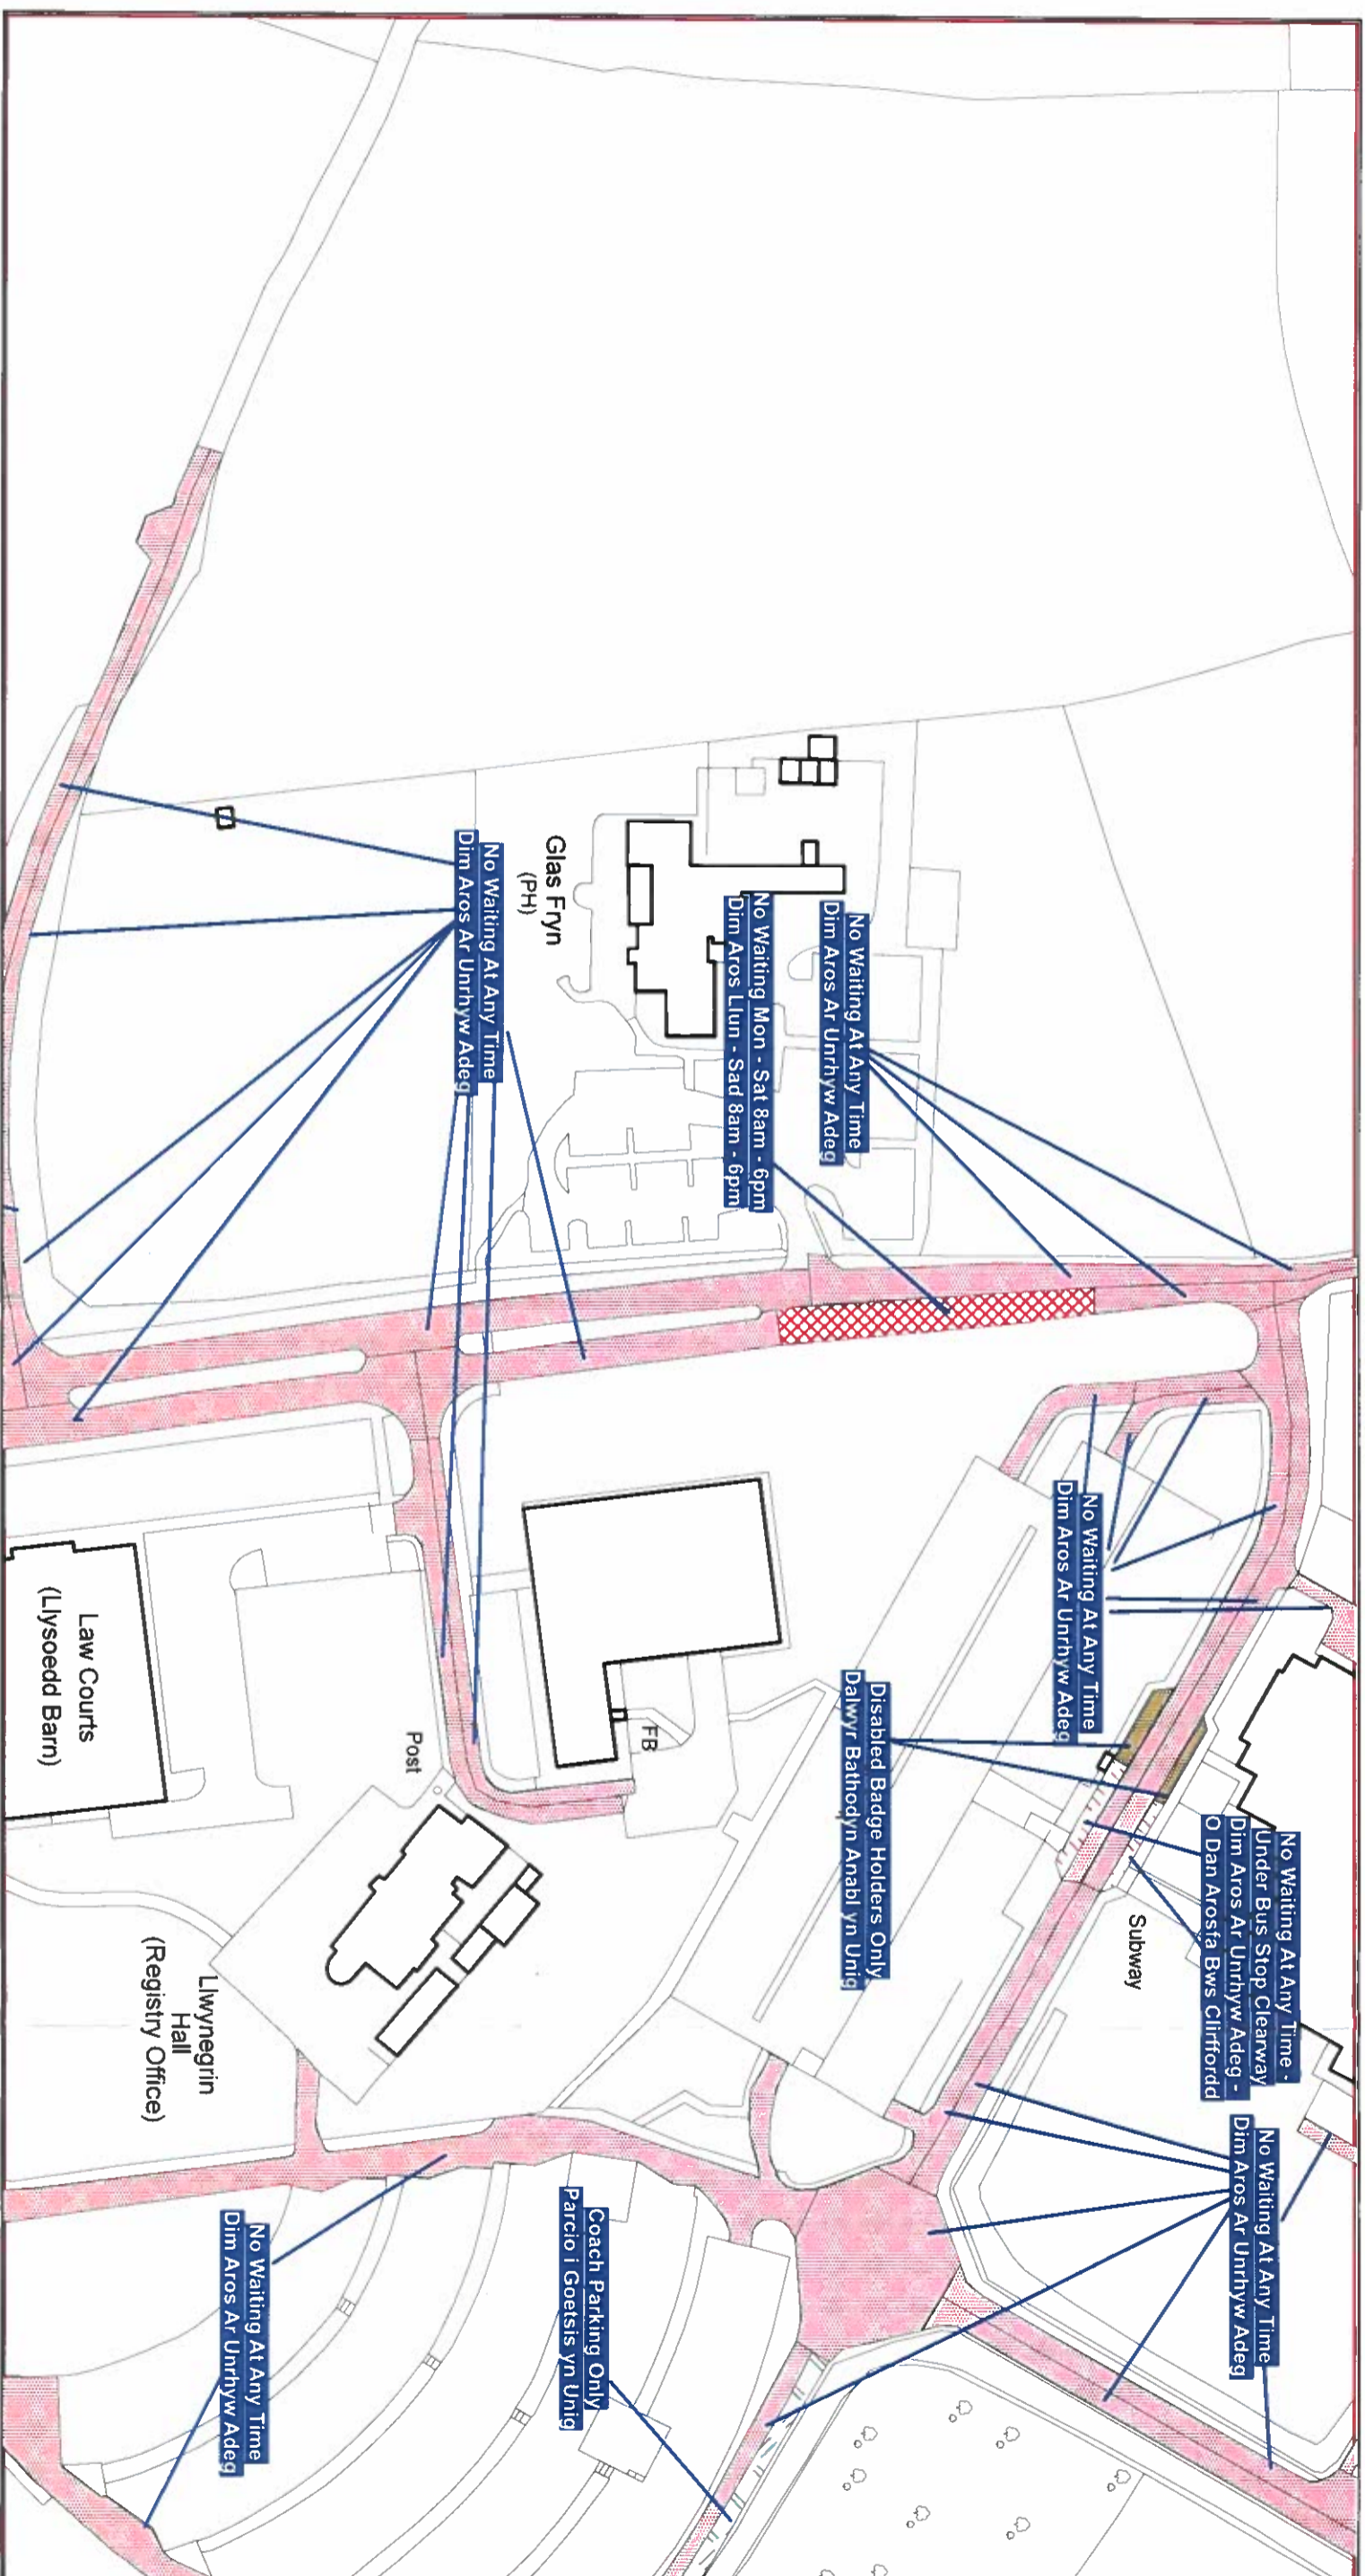 No Waiting At Any Time -
Under Bus Stop Clearway
Dim Aros Ar Unrhyw Adeg -
O Dan Arosfa Bws Clirffordd
No Waiting At Any Time
Dim Aros Ar Unrhyw Adeg
Subway
No Waiting At Any Time
Dim Aros Ar Unrhyw Adeg
No Waiting At Any Time
Dim Aros Ar Unrhyw Adeg
Disabled Badge Holders Only
Dalwyr Bathodyn Anabl yn Unig
No Waiting Mon - Sat 8am - 6pm
Dim Aros Llun - Sad 8am - 6pm
FB
Coach Parking Only
Parcio i Goetsis yn Unig
Glas Fryn
(PH)
No Waiting At Any Time
Dim Aros Ar Unrhyw Adeg
Post
No Waiting At Any Time
Dim Aros Ar Unrhyw Adeg
Llwynegrin
Hall
(Registry Office)
Law Courts
(Llysoedd Barn)